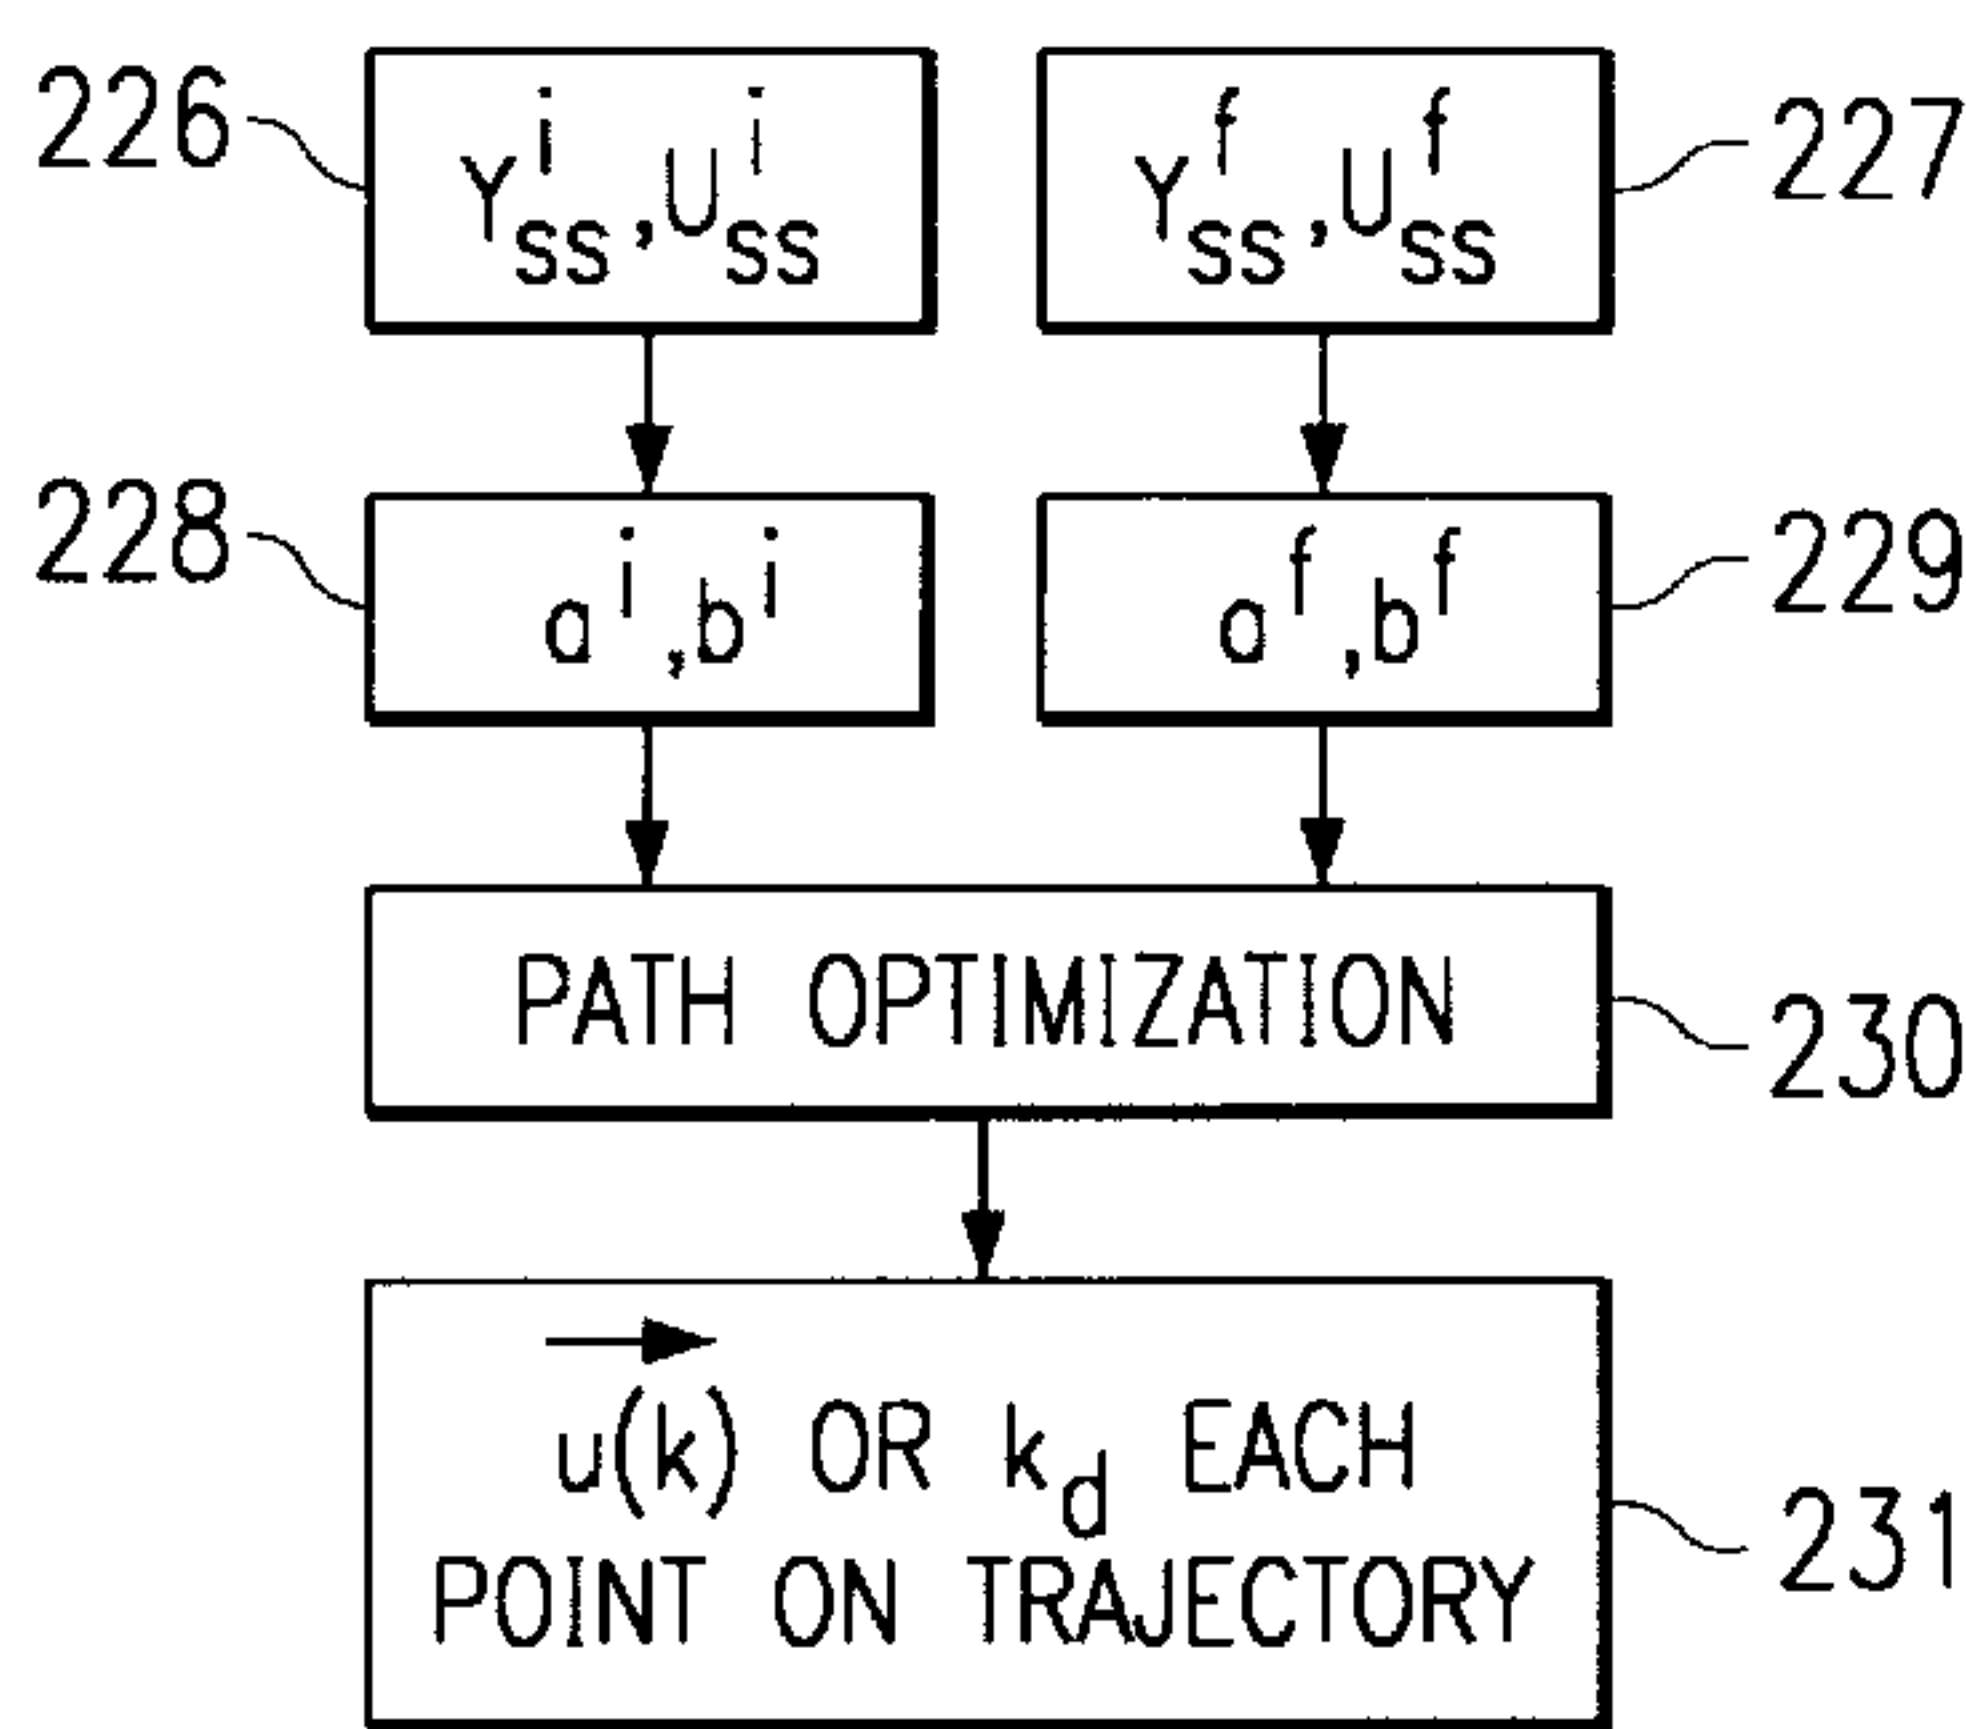 226 Y^i_ss, U^i_ss Y^f_ss, U^f_ss 227
228 a^i, b^i a^f, b^f 229
PATH OPTIMIZATION 230
u(k) OR k_d EACH
POINT ON TRAJECTORY 231